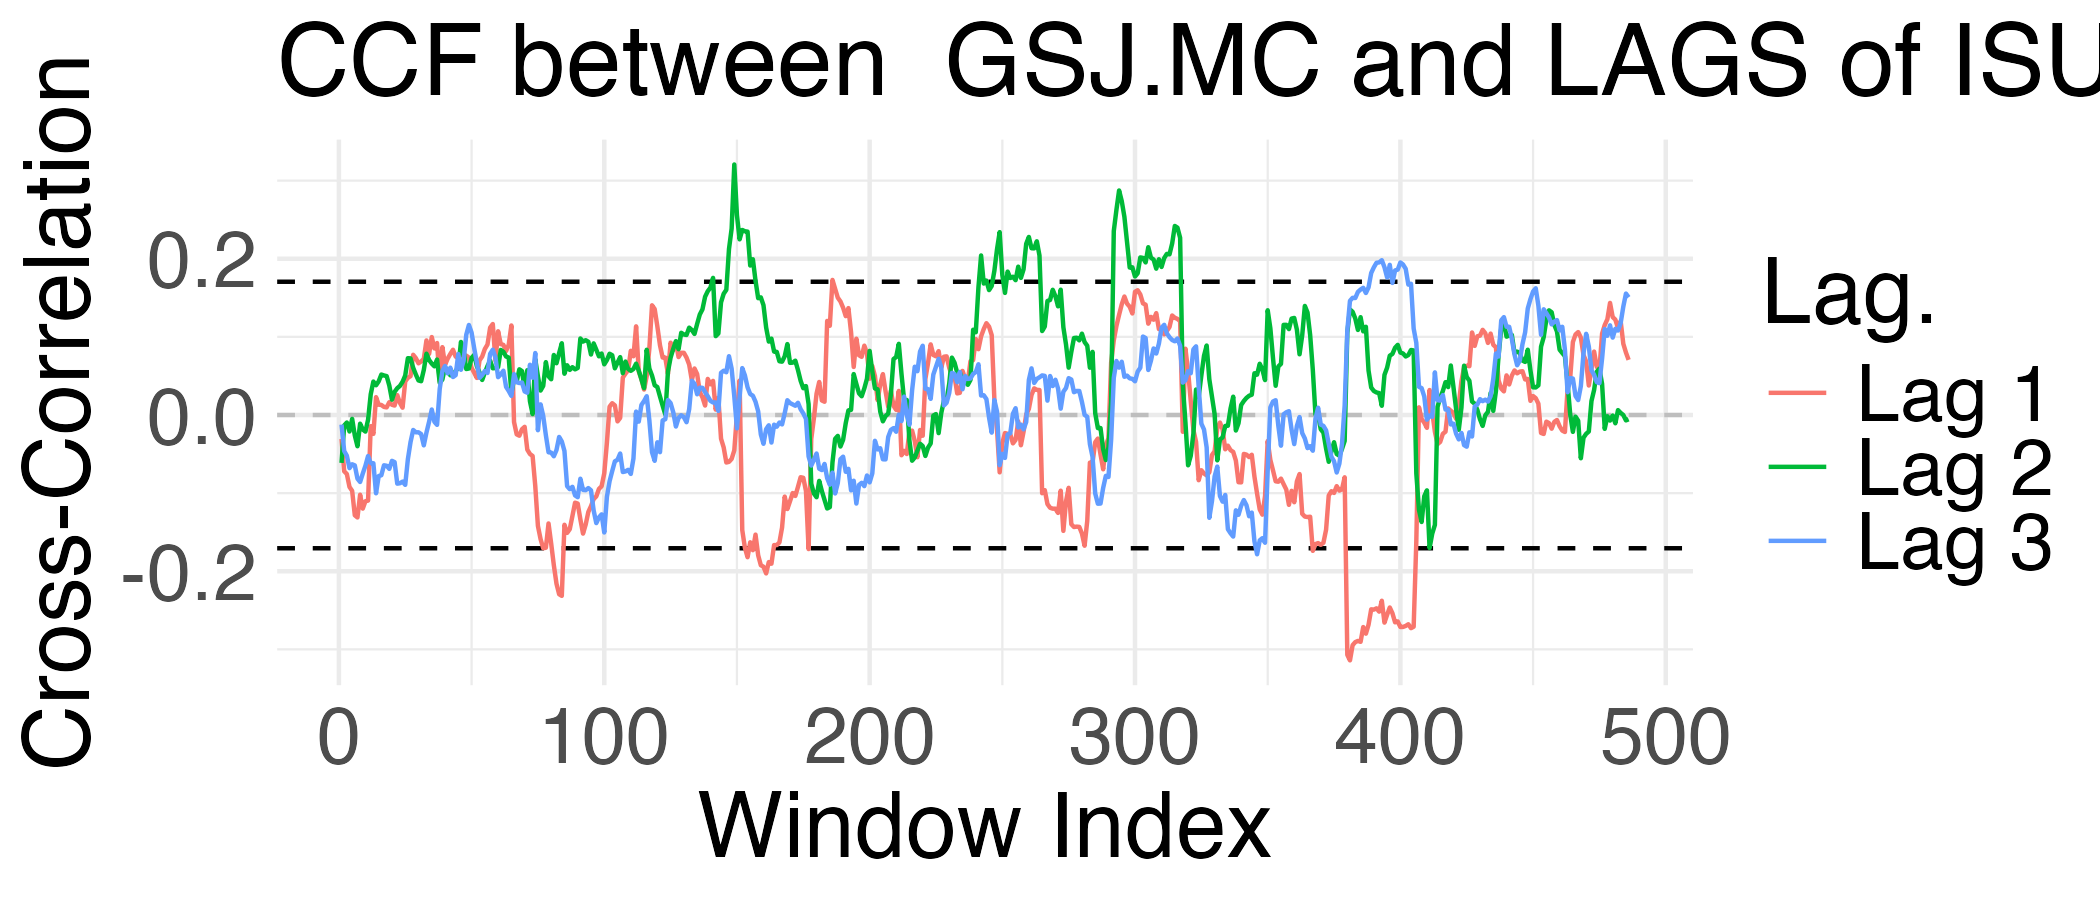 CCF between GSJ.MC and LAGS of ISU
Cross-Correlation
0.2
0.0
-0.2
0
100
200
300
400
500
Window Index
Lag.
Lag 1
Lag 2
Lag 3